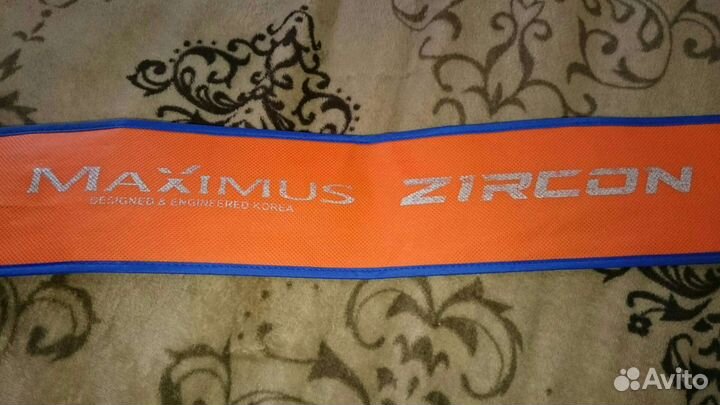 MAXIMUS ZIRCON
DESIGNED & ENGINEERED KOREA
Avito